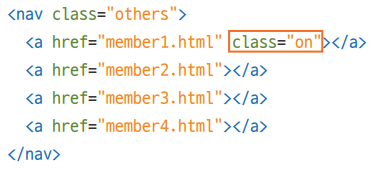 <nav class="others">
<a href="member1.html" class="on"></a>
<a href="member2.html"></a>
<a href="member3.html"></a>
<a href="member4.html"></a>
</nav>